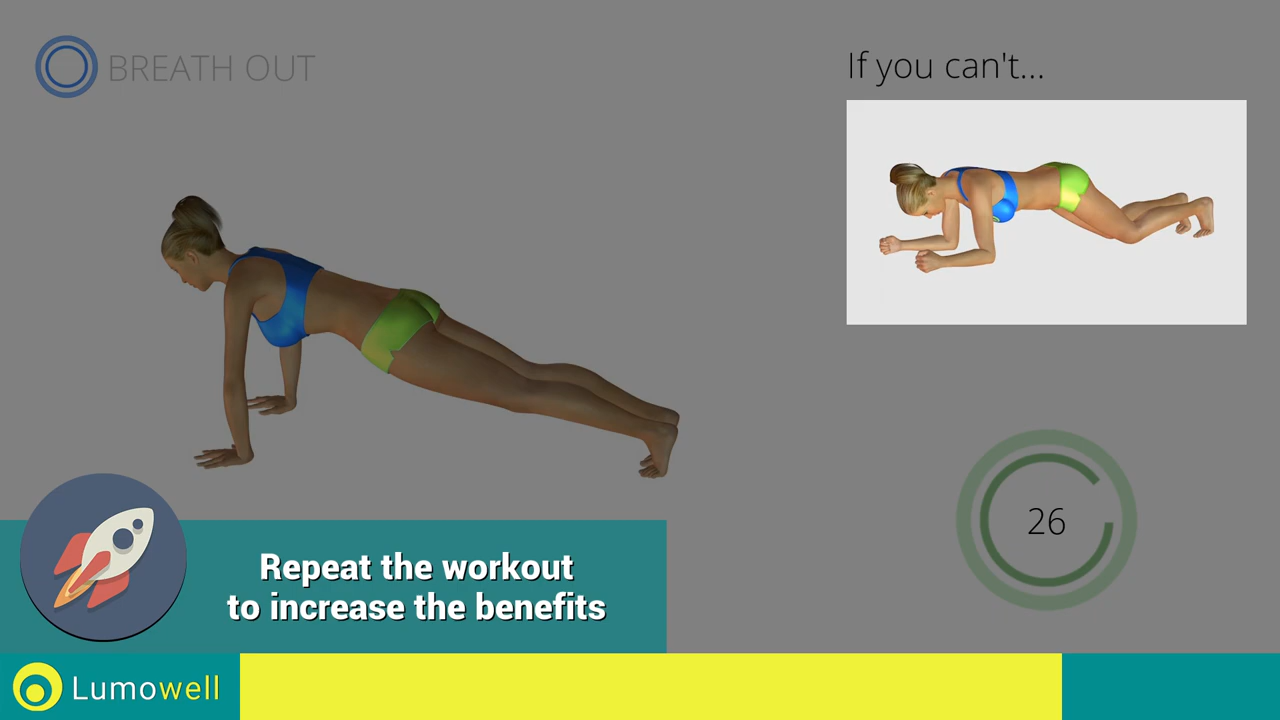 BREATH OUT
If you can't...
26
Repeat the workout
to increase the benefits
Lumowell